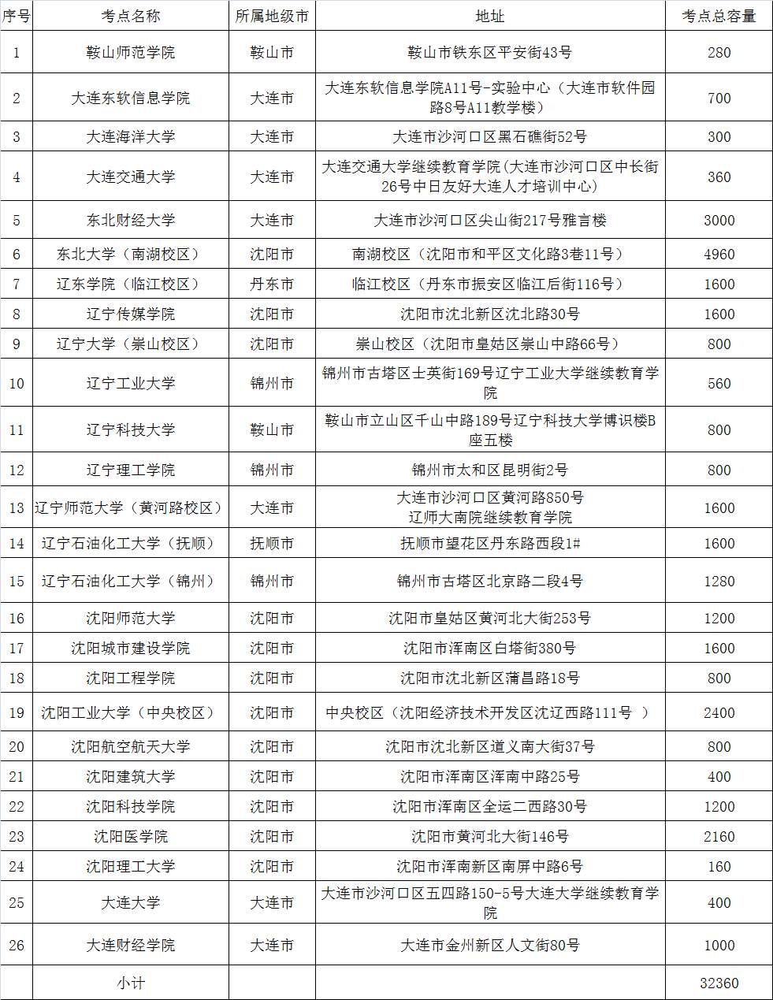 序号 考点名称 所属地级市 地址 考点总容量
1 鞍山师范学院 鞍山市 鞍山市铁东区平安街43号 280
2 大连东软信息学院 大连市 大连东软信息学院A11号-实验中心（大连市软件园
路8号A11教学楼） 700
3 大连海洋大学 大连市 大连市沙河口区黑石礁街52号 300
4 大连交通大学 大连市 大连交通大学继续教育学院(大连市沙河口区中长街
26号中日友好大连人才培训中心) 360
5 东北财经大学 大连市 大连市沙河口区尖山街217号雅言楼 3000
6 东北大学（南湖校区） 沈阳市 南湖校区（沈阳市和平区文化路3巷11号） 4960
7 辽东学院（临江校区） 丹东市 临江校区（丹东市振安区临江后街116号） 1600
8 辽宁传媒学院 沈阳市 沈阳市沈北新区沈北路30号 1600
9 辽宁大学（崇山校区） 沈阳市 崇山校区（沈阳市皇姑区崇山中路66号） 800
10 辽宁工业大学 锦州市 锦州市古塔区士英街169号辽宁工业大学继续教育学
院 560
11 辽宁科技大学 鞍山市 鞍山市立山区千山中路189号辽宁科技大学博识楼B
座五楼 800
12 辽宁理工学院 锦州市 锦州市太和区昆明街2号 800
13 辽宁师范大学（黄河路校区） 大连市 大连市沙河口区黄河路850号
辽师大南院继续教育学院 1600
14 辽宁石油化工大学（抚顺） 抚顺市 抚顺市望花区丹东路西段1# 1600
15 辽宁石油化工大学（锦州） 锦州市 锦州市古塔区北京路二段4号 1280
16 沈阳师范大学 沈阳市 沈阳市皇姑区黄河北大街253号 1200
17 沈阳城市建设学院 沈阳市 沈阳市浑南区白塔街380号 1600
18 沈阳工程学院 沈阳市 沈阳市沈北新区蒲昌路18号 800
19 沈阳工业大学（中央校区） 沈阳市 中央校区（沈阳经济技术开发区沈辽西路111号 ） 2400
20 沈阳航空航天大学 沈阳市 沈阳市沈北新区道义南大街37号 800
21 沈阳建筑大学 沈阳市 沈阳市浑南区浑南中路25号 400
22 沈阳科技学院 沈阳市 沈阳市浑南区全运二西路30号 1200
23 沈阳医学院 沈阳市 沈阳市黄河北大街146号 2160
24 沈阳理工大学 沈阳市 沈阳市浑南新区南屏中路6号 160
25 大连大学 大连市 大连市沙河口区五四路150-5号大连大学继续教育学
院 400
26 大连财经学院 大连市 大连市金州新区人文街80号 1000
小计 32360